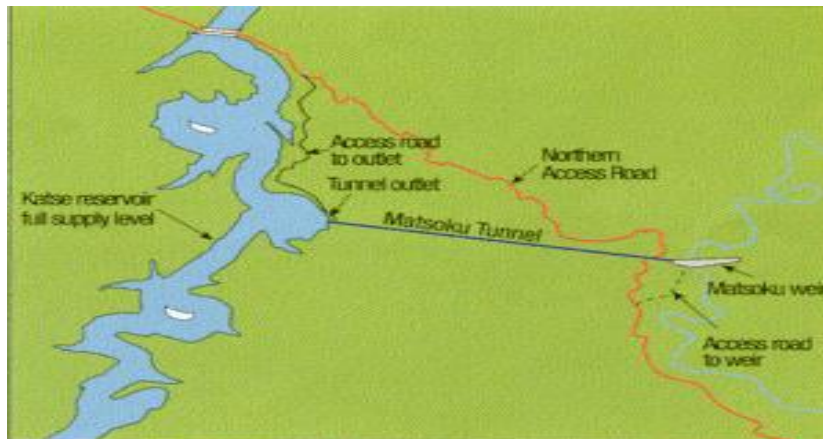 Access road
to outlet
Northern
Access Road
Tunnel outlet
Katse reservoir
full supply level
Matsoku Tunnel
Matsoku weir
Access road
to weir